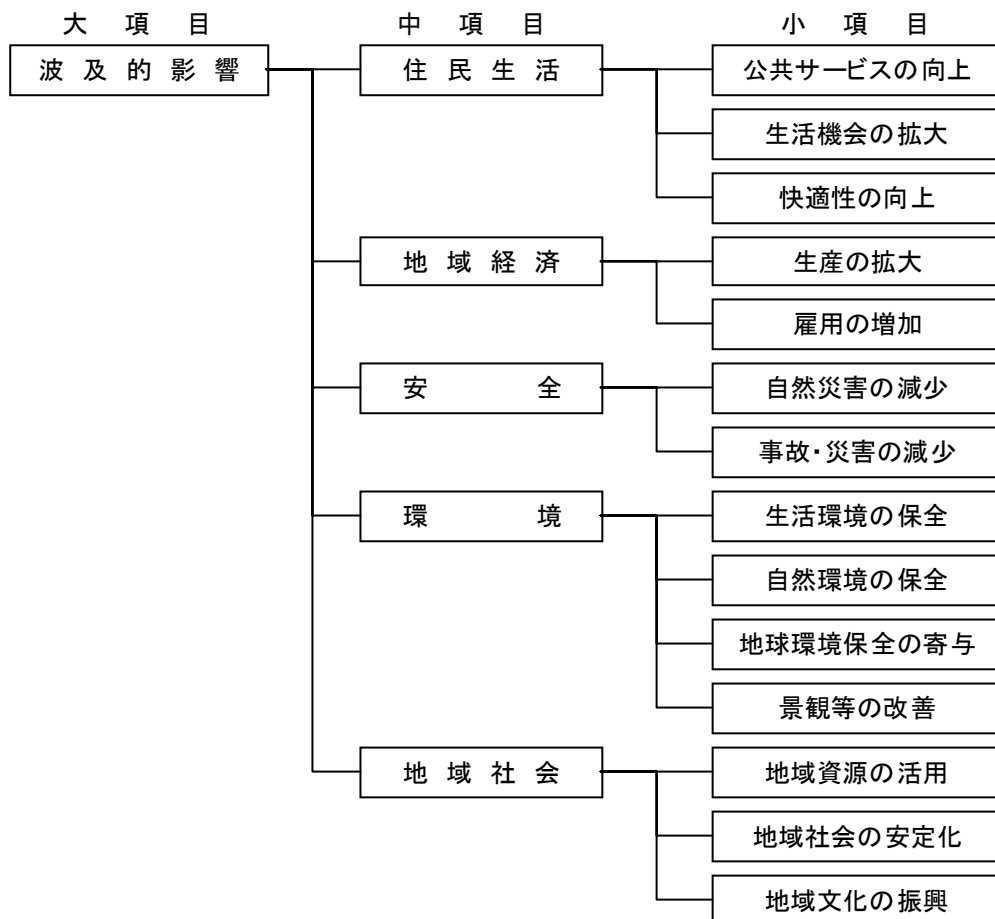 大項目 中項目 小項目
波及的影響 住民生活 公共サービスの向上
生活機会の拡大
快適性の向上
地域経済 生産の拡大
雇用の増加
安全 自然災害の減少
事故・災害の減少
環境 生活環境の保全
自然環境の保全
地球環境保全の寄与
景観等の改善
地域社会 地域資源の活用
地域社会の安定化
地域文化の振興